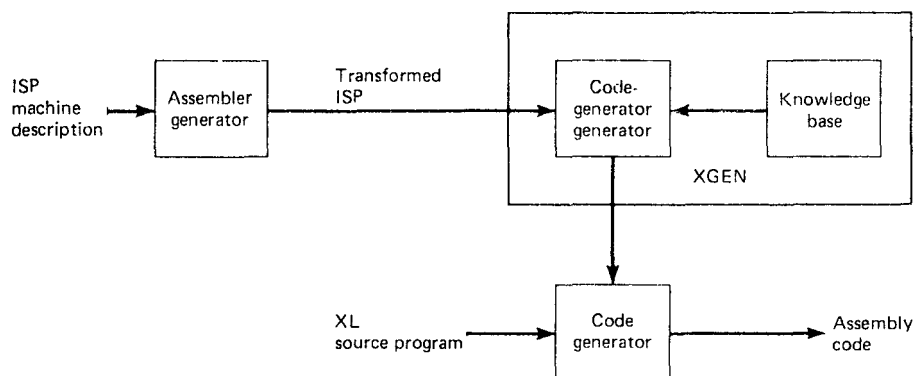 ISP
machine
description
Assembler
generator
Transformed
ISP
Code-
generator
generator
Knowledge
base
XGEN
XL
source program
Code
generator
Assembly
code